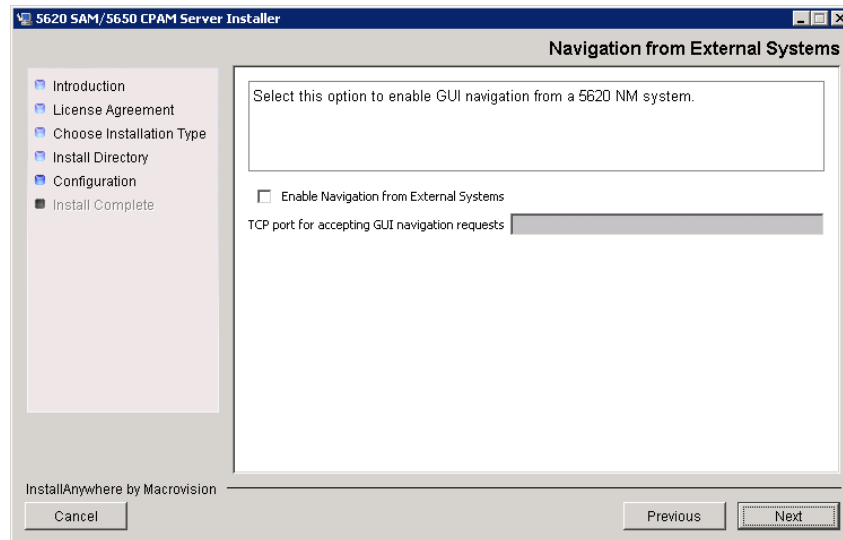 5620 SAM/5650 CPAM Server Installer
Navigation from External Systems
Introduction
License Agreement
Choose Installation Type
Install Directory
Configuration
Install Complete
Select this option to enable GUI navigation from a 5620 NM system.
Enable Navigation from External Systems
TCP port for accepting GUI navigation requests
InstallAnywhere by Macrovision
Cancel
Previous
Next